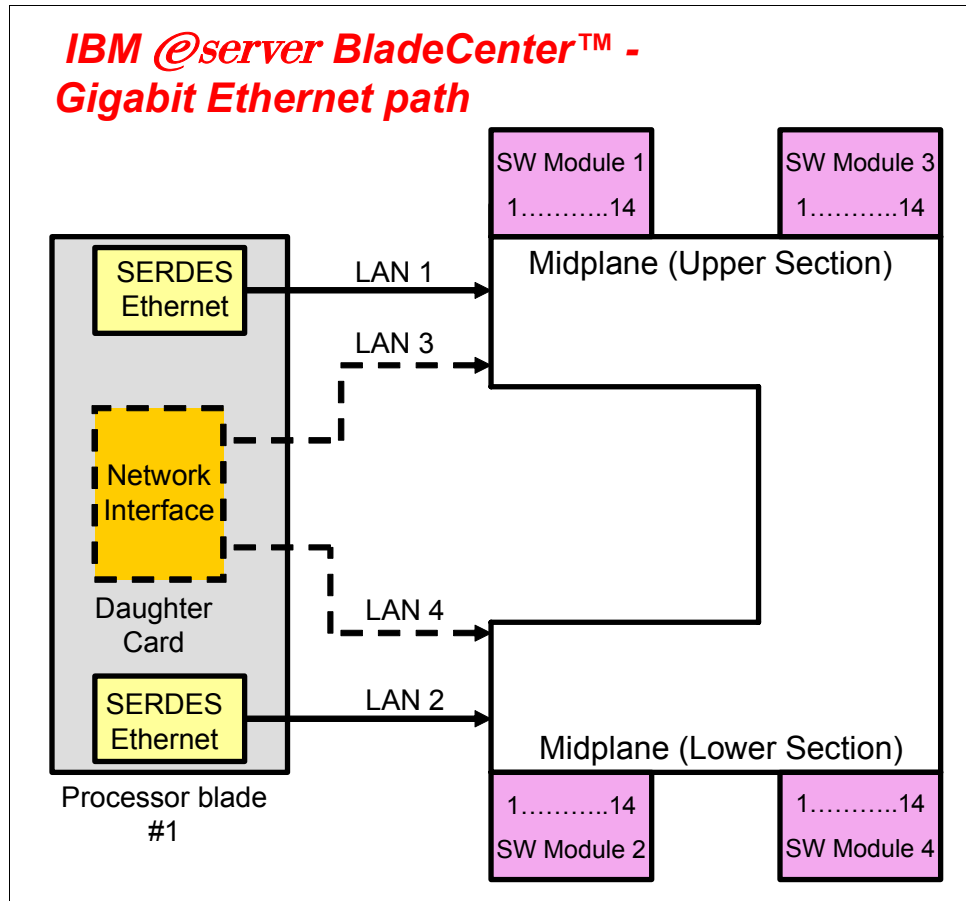 IBM @server BladeCenter™ -
Gigabit Ethernet path
SW Module 1
1………..14
SW Module 3
1………..14
Midplane (Upper Section)
SERDES
Ethernet
LAN 1
LAN 3
Network
Interface
Daughter
Card
LAN 4
SERDES
Ethernet
LAN 2
Midplane (Lower Section)
Processor blade
#1
1………..14
SW Module 2
1………..14
SW Module 4